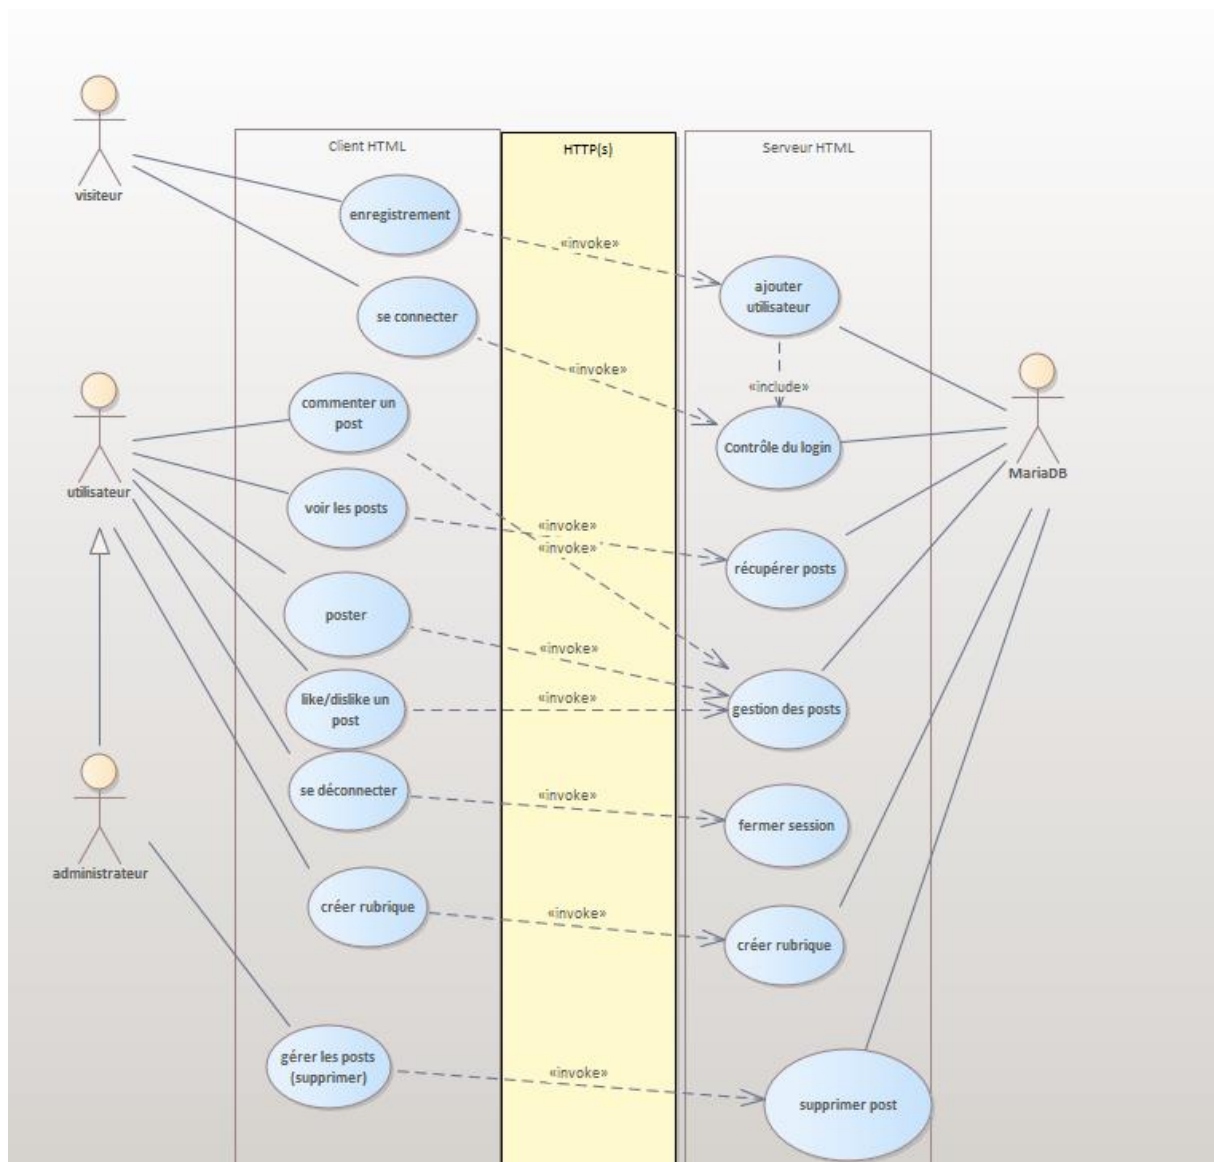 Client HTML
HTTP(s)
Serveur HTML
visiteur
enregistrement
«invoke»
ajouter
utilisateur
se connecter
«invoke»
«include»
commenter un
post
Contrôle du login
MariaDB
utilisateur
voir les posts
«invoke»
«invoke»
récupérer posts
poster
«invoke»
like/dislike un
post
«invoke»
gestion des posts
se déconnecter
«invoke»
fermer session
administrateur
créer rubrique
«invoke»
créer rubrique
gérer les posts
(supprimer)
«invoke»
supprimer post